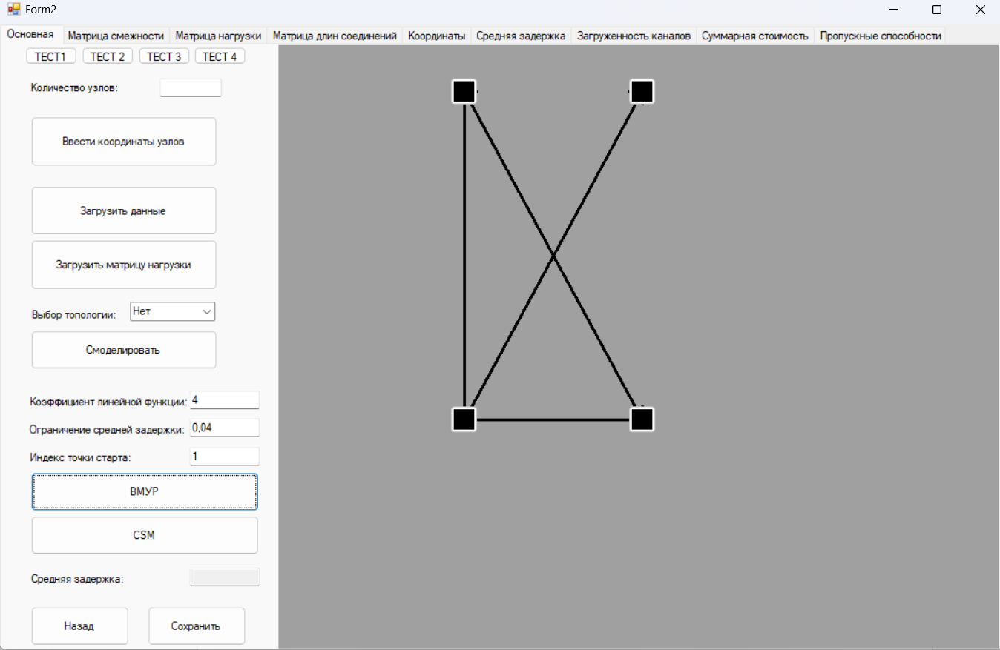 Form2
Основная Матрица смежности Матрица нагрузки Матрица длин соединений Координаты Средняя задержка Загруженность каналов Суммарная стоимость Пропускные способности
ТЕСТ1 ТЕСТ 2 ТЕСТ 3 ТЕСТ 4
Количество узлов:
Ввести координаты узлов
Загрузить данные
Загрузить матрицу нагрузки
Выбор топологии: Нет
Смоделировать
Коэффициент линейной функции: 4
Ограничение средней задержки: 0,04
Индекс точки старта: 1
ВМУР
CSM
Средняя задержка:
Назад Сохранить